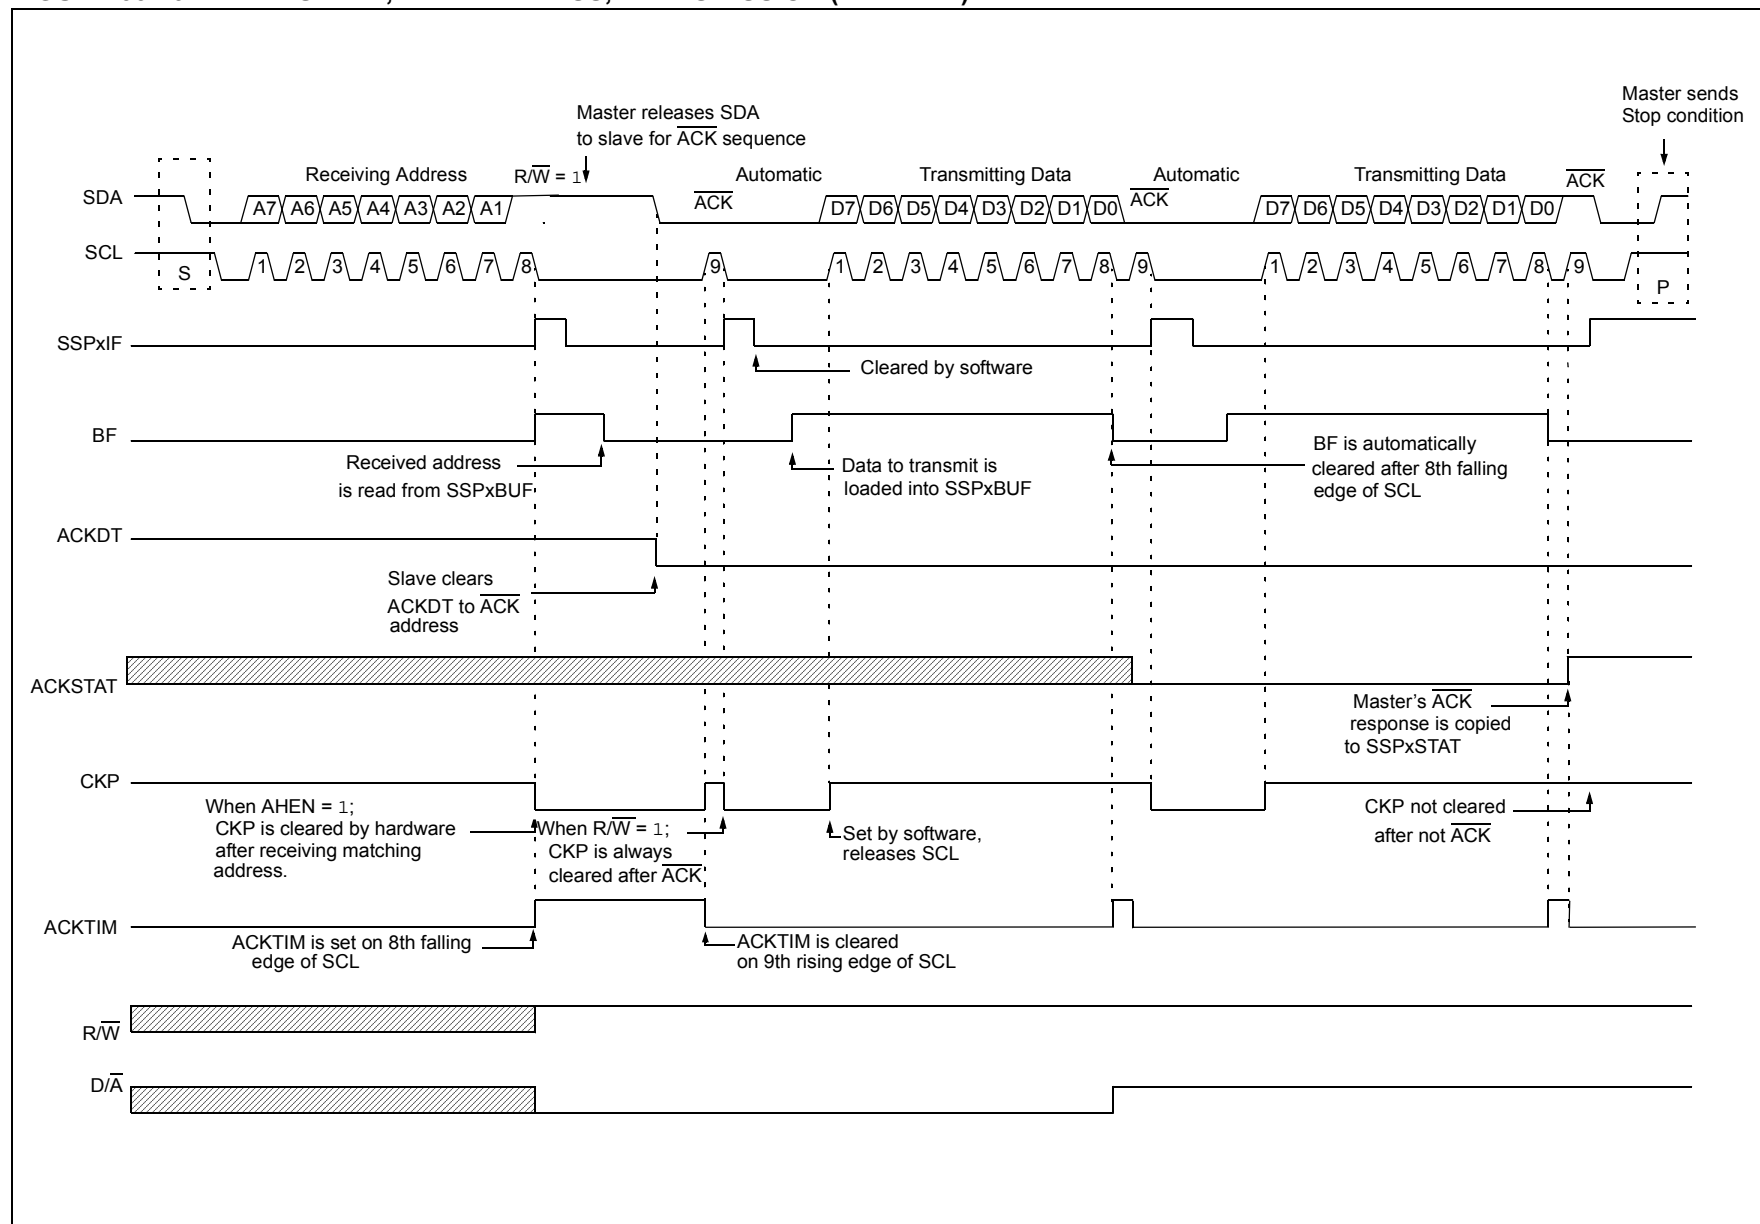 Master sends
Stop condition
Master releases SDA
to slave for ACK sequence
Receiving Address R/W = 1 Automatic Transmitting Data Automatic Transmitting Data ACK
SDA A7 A6 A5 A4 A3 A2 A1 ACK D7 D6 D5 D4 D3 D2 D1 D0 ACK D7 D6 D5 D4 D3 D2 D1 D0
SCL S 1 2 3 4 5 6 7 8 9 1 2 3 4 5 6 7 8 9 1 2 3 4 5 6 7 8 9 P
SSPxIF
Cleared by software
BF
Received address
is read from SSPxBUF
Data to transmit is
loaded into SSPxBUF
BF is automatically
cleared after 8th falling
edge of SCL
ACKDT
Slave clears
ACKDT to ACK
address
ACKSTAT
Master's ACK
response is copied
to SSPxSTAT
CKP
When AHEN = 1;
CKP is cleared by hardware
after receiving matching
address.
When R/W = 1;
CKP is always
cleared after ACK
Set by software,
releases SCL
CKP not cleared
after not ACK
ACKTIM
ACKTIM is set on 8th falling
edge of SCL
ACKTIM is cleared
on 9th rising edge of SCL
R/W
D/A